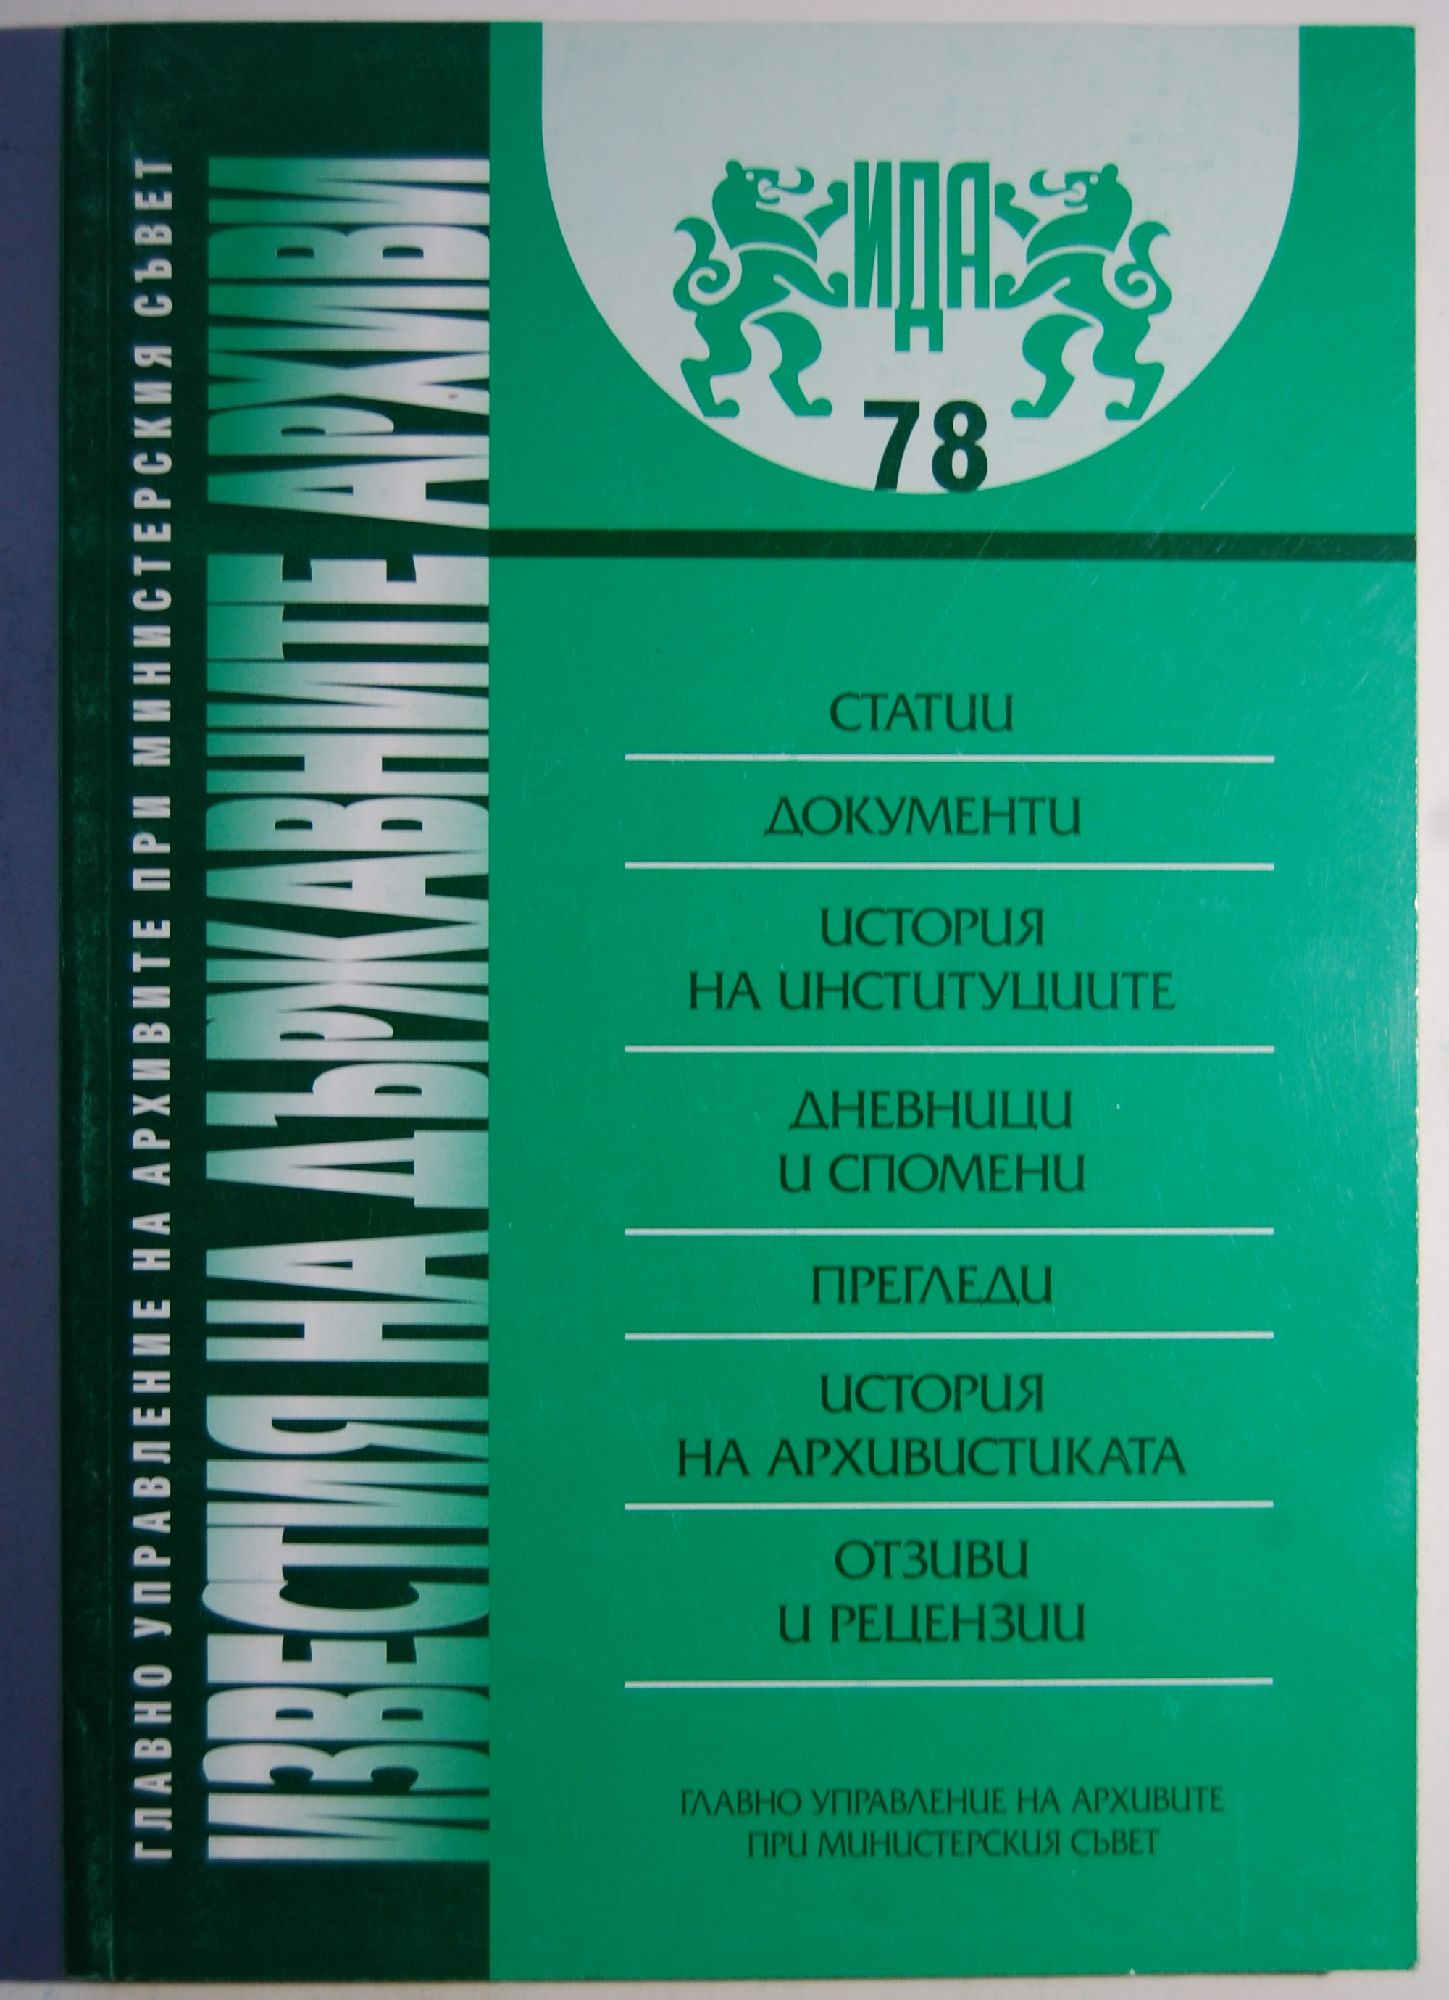 ГЛАВНО УПРАВЛЕНИЕ НА АРХИВИТЕ ПРИ МИНИСТЕРСКИЯ СЪВЕТ
ИЗВЕСТИЯ НА ДЪРЖАВНИТЕ АРХИВИ
ИДА
78
СТАТИИ
ДОКУМЕНТИ
ИСТОРИЯ
НА ИНСТИТУЦИИТЕ
ДНЕВНИЦИ
И СПОМЕНИ
ПРЕГЛЕДИ
ИСТОРИЯ
НА АРХИВИСТИКАТА
ОТЗИВИ
И РЕЦЕНЗИИ
ГЛАВНО УПРАВЛЕНИЕ НА АРХИВИТЕ
ПРИ МИНИСТЕРСКИЯ СЪВЕТ